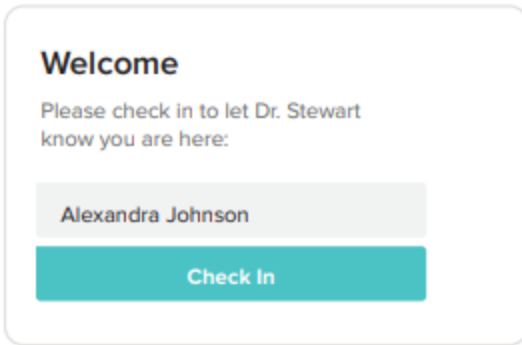 Welcome
Please check in to let Dr. Stewart
know you are here:
Alexandra Johnson
Check In